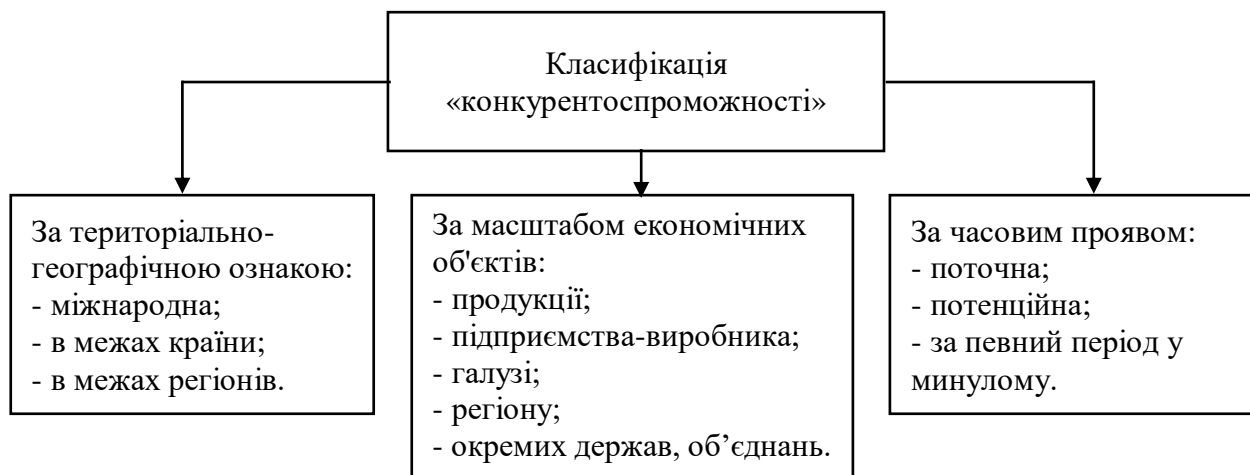 Класифікація
«конкурентоспроможності»
За територіально-
географічною ознакою:
- міжнародна;
- в межах країни;
- в межах регіонів.
За масштабом економічних
об'єктів:
- продукції;
- підприємства-виробника;
- галузі;
- регіону;
- окремих держав, об’єднань.
За часовим проявом:
- поточна;
- потенційна;
- за певний період у
минулому.